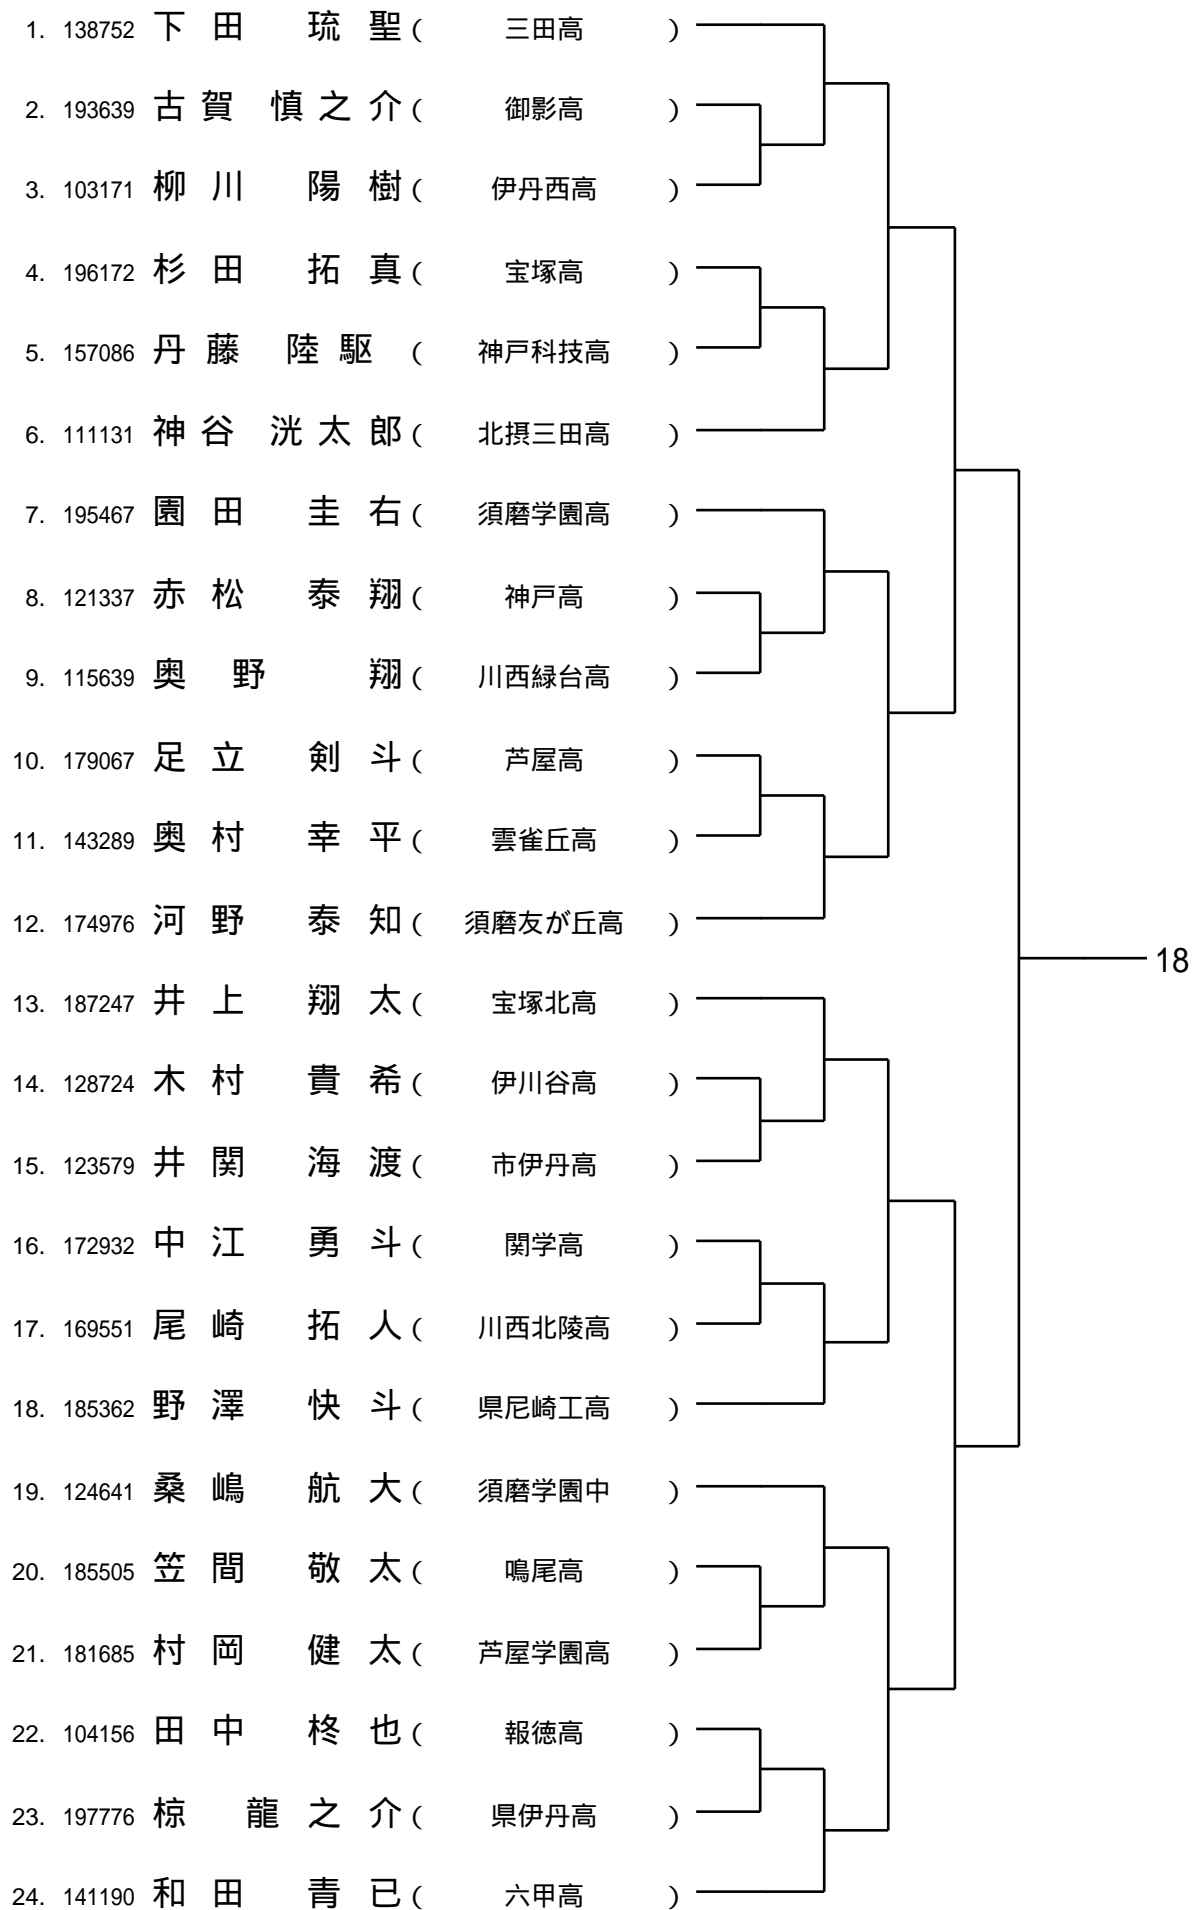 1. 138752 下田 琉聖 ( 三田高 )
2. 193639 古賀 慎之介 ( 御影高 )
3. 103171 柳川 陽樹 ( 伊丹西高 )
4. 196172 杉田 拓真 ( 宝塚高 )
5. 157086 丹藤 陸駆 ( 神戸科技高 )
6. 111131 神谷 洸太郎 ( 北摂三田高 )
7. 195467 園田 圭右 ( 須磨学園高 )
8. 121337 赤松 泰翔 ( 神戸高 )
9. 115639 奥野 翔 ( 川西緑台高 )
10. 179067 足立 剣斗 ( 芦屋高 )
11. 143289 奥村 幸平 ( 雲雀丘高 )
12. 174976 河野 泰知 ( 須磨友が丘高 )
18
13. 187247 井上 翔太 ( 宝塚北高 )
14. 128724 木村 貴希 ( 伊川谷高 )
15. 123579 井関 海渡 ( 市伊丹高 )
16. 172932 中江 勇斗 ( 関学高 )
17. 169551 尾崎 拓人 ( 川西北陵高 )
18. 185362 野澤 快斗 ( 県尼崎工高 )
19. 124641 桑嶋 航大 ( 須磨学園中 )
20. 185505 笠間 敬太 ( 鳴尾高 )
21. 181685 村岡 健太 ( 芦屋学園高 )
22. 104156 田中 柊也 ( 報徳高 )
23. 197776 椋 龍之介 ( 県伊丹高 )
24. 141190 和田 青已 ( 六甲高 )